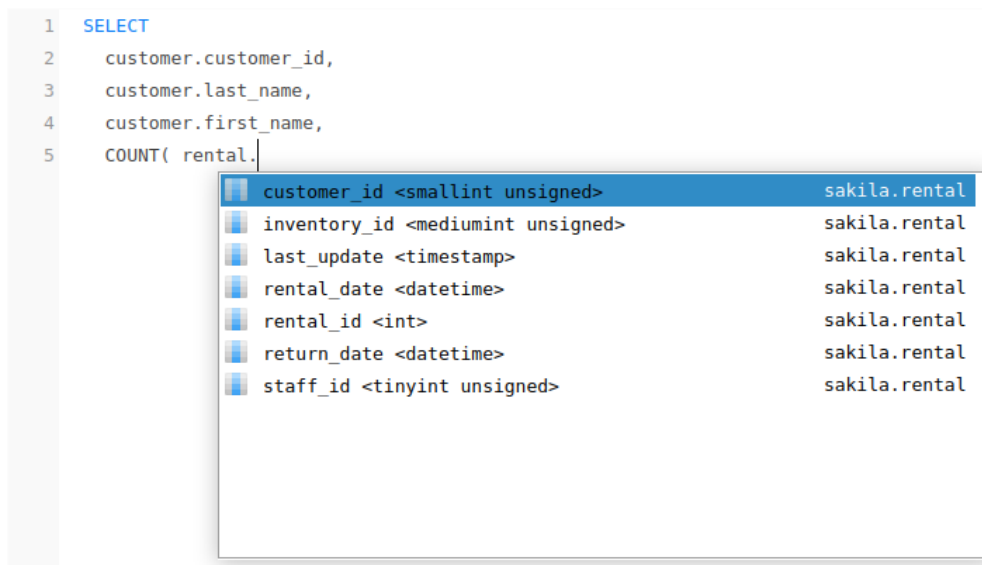 1 SELECT
2 customer.customer_id,
3 customer.last_name,
4 customer.first_name,
5 COUNT( rental.
customer_id <smallint unsigned> sakila.rental
inventory_id <mediumint unsigned> sakila.rental
last_update <timestamp> sakila.rental
rental_date <datetime> sakila.rental
rental_id <int> sakila.rental
return_date <datetime> sakila.rental
staff_id <tinyint unsigned> sakila.rental